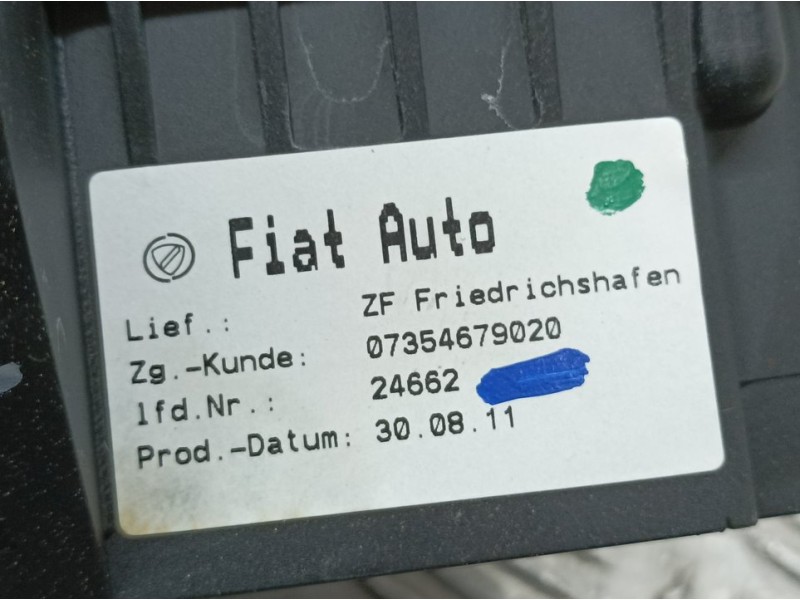 Fiat Auto
Lief.: ZF Friedrichshafen
Zg.-Kunde: 07354679020
lfd.Nr.: 24662
Prod.-Datum: 30.08.11